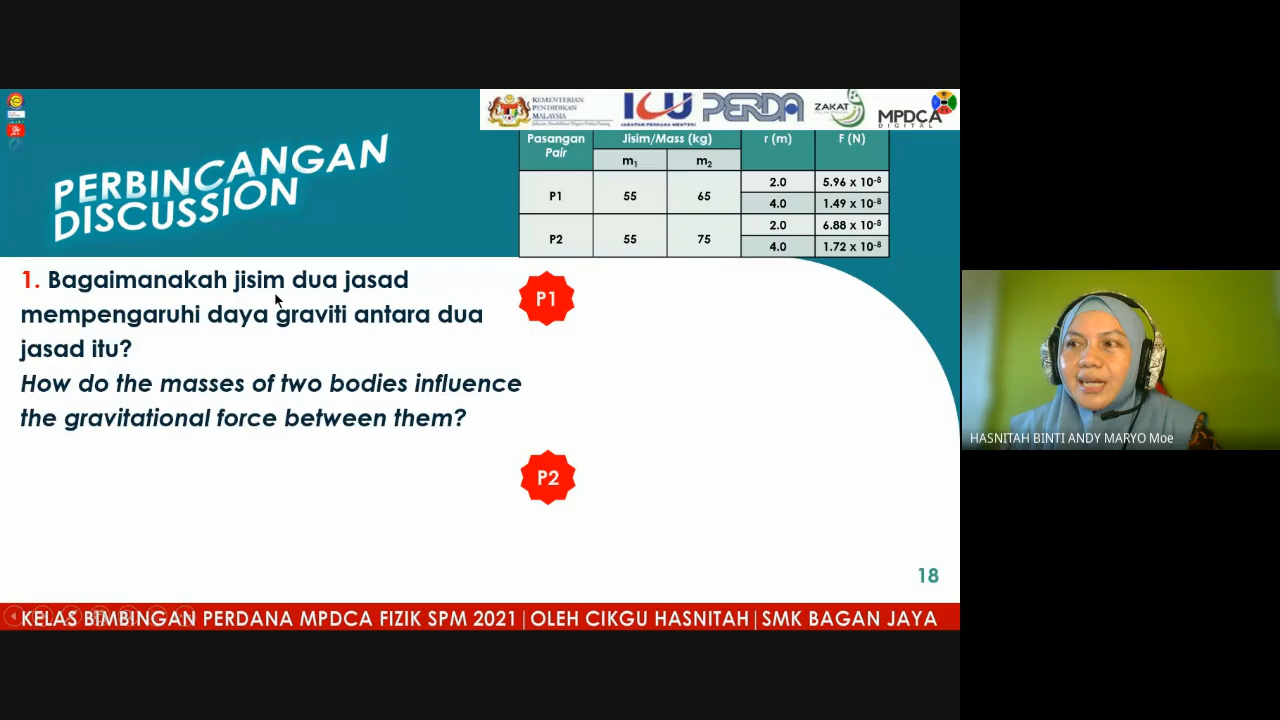 KEMENTERIAN
PENDIDIKAN
MALAYSIA
ICU
JABATAN PERDANA MENTERI
PERDA
ZAKAT
MPDCA
DIGITAL
PERBINCANGAN
DISCUSSION
Pasangan Pair
Jisim/Mass (kg)
r (m)
F (N)
m₁
m₂
P1 55 65 2.0 5.96 x 10⁻⁸
4.0 1.49 x 10⁻⁸
P2 55 75 2.0 6.88 x 10⁻⁸
4.0 1.72 x 10⁻⁸
1. Bagaimanakah jisim dua jasad
mempengaruhi daya graviti antara dua
jasad itu?
How do the masses of two bodies influence
the gravitational force between them?
P1
P2
18
KELAS BIMBINGAN PERDANA MPDCA FIZIK SPM 2021|OLEH CIKGU HASNITAH|SMK BAGAN JAYA
HASNITAH BINTI ANDY MARYO Moe